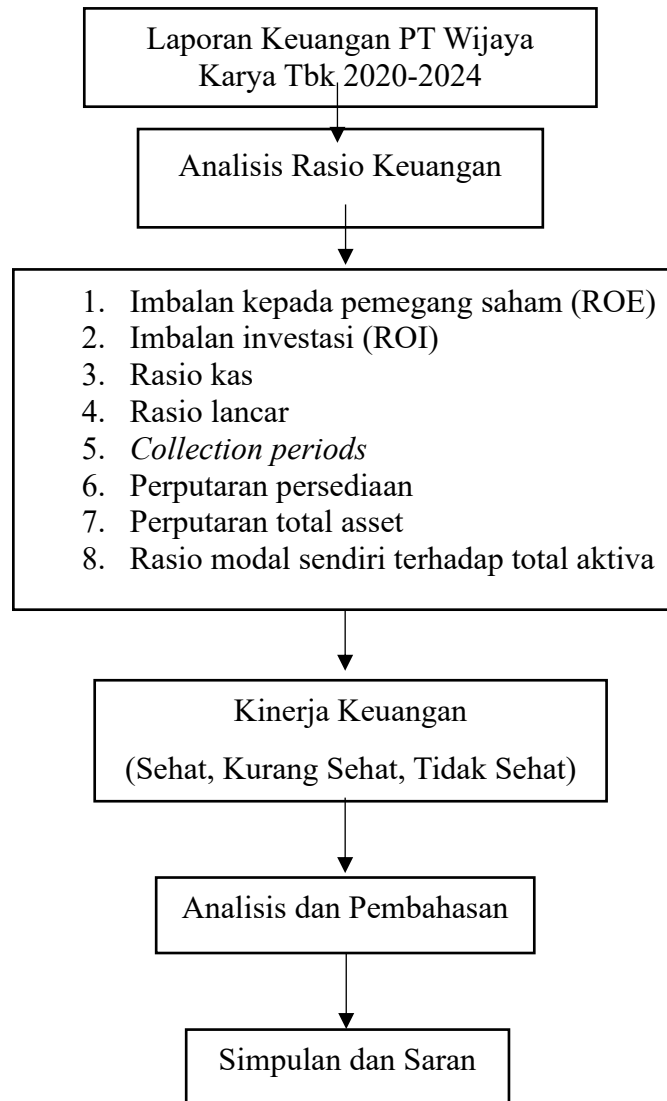 Laporan Keuangan PT Wijaya
Karya Tbk 2020-2024
Analisis Rasio Keuangan
1. Imbalan kepada pemegang saham (ROE)
2. Imbalan investasi (ROI)
3. Rasio kas
4. Rasio lancar
5. Collection periods
6. Perputaran persediaan
7. Perputaran total asset
8. Rasio modal sendiri terhadap total aktiva
Kinerja Keuangan
(Sehat, Kurang Sehat, Tidak Sehat)
Analisis dan Pembahasan
Simpulan dan Saran